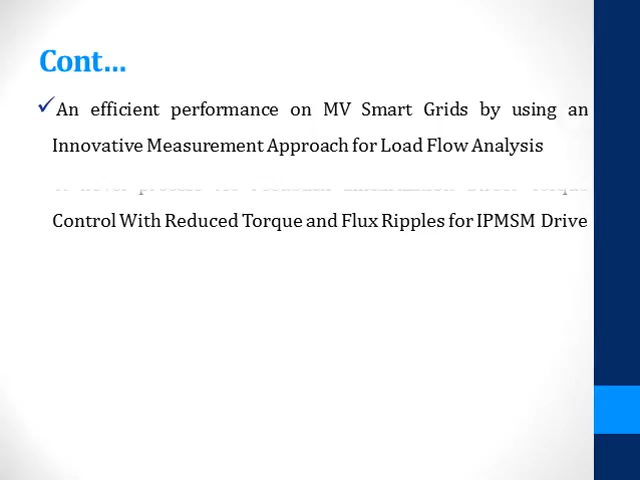 Cont...
✓An efficient performance on MV Smart Grids by using an
Innovative Measurement Approach for Load Flow Analysis
Control With Reduced Torque and Flux Ripples for IPMSM Drive